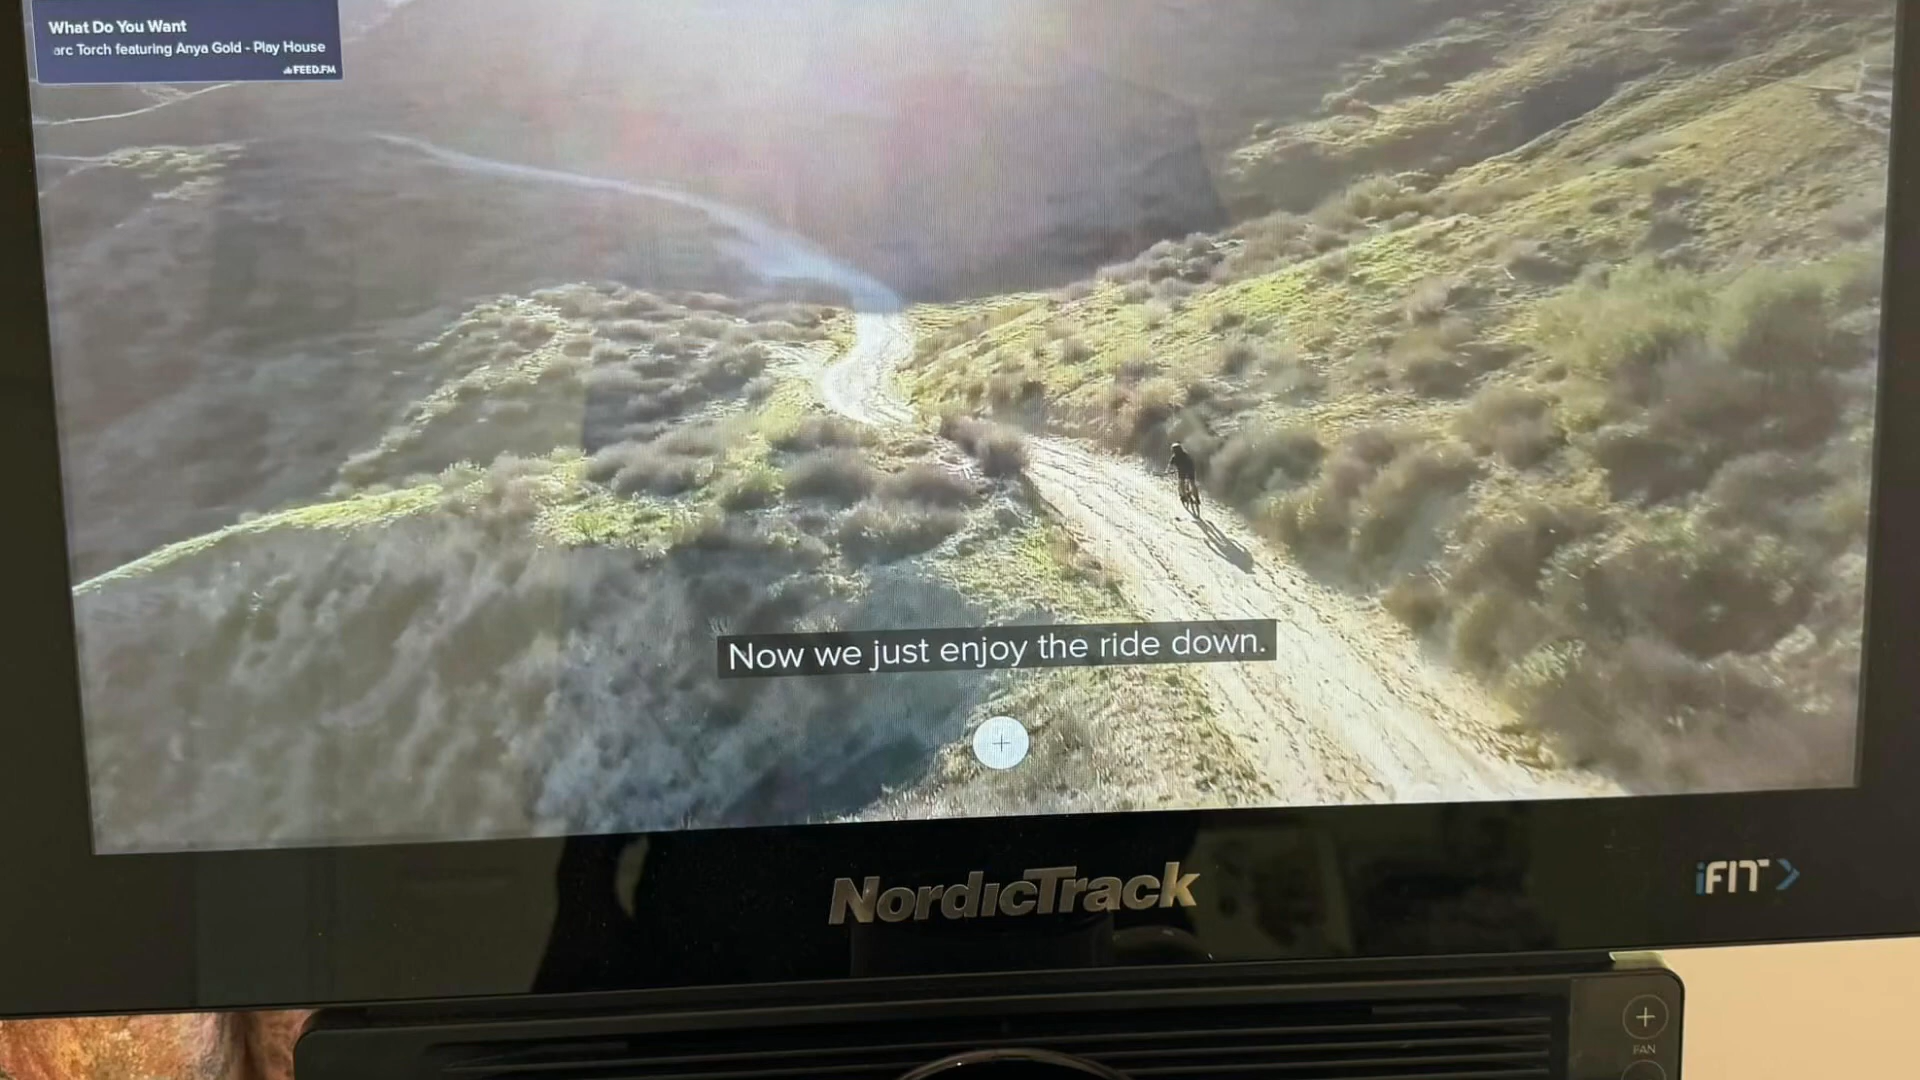 What Do You Want
arc Torch featuring Anya Gold - Play House
FEED.FM
Now we just enjoy the ride down.
+
NordicTrack
iFIT
+
FAN